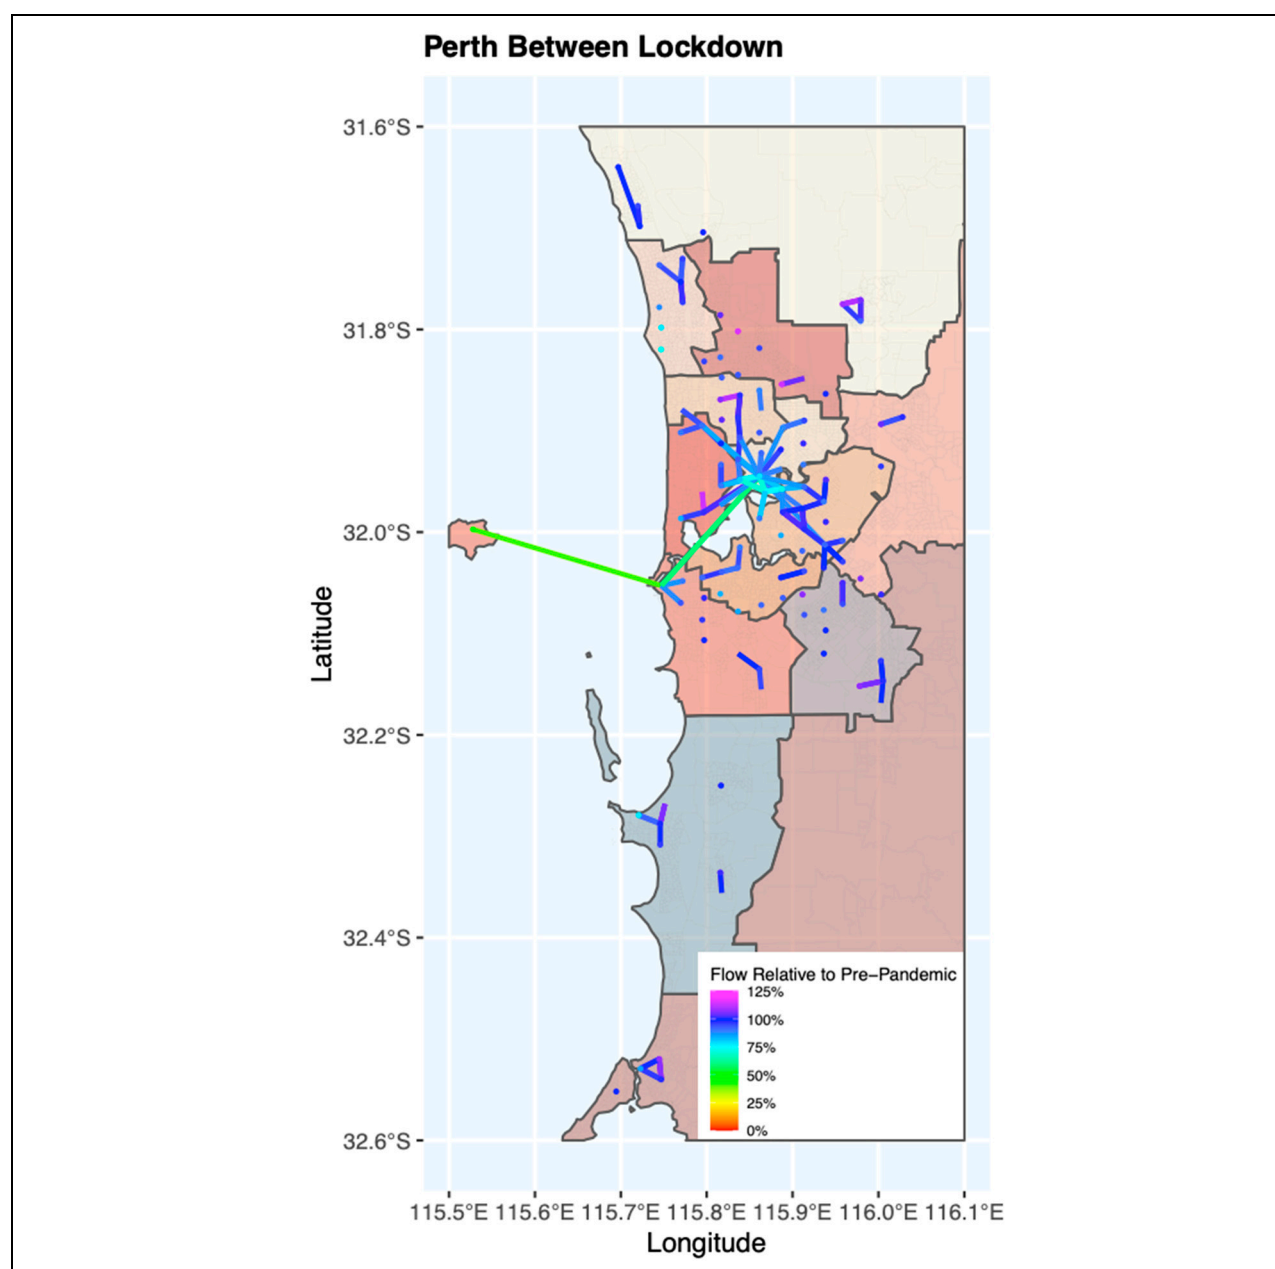 Perth Between Lockdown
31.6°S
31.8°S
32.0°S
32.2°S
32.4°S
32.6°S
Latitude
Flow Relative to Pre−Pandemic
125%
100%
75%
50%
25%
0%
115.5°E 115.6°E 115.7°E 115.8°E 115.9°E 116.0°E 116.1°E
Longitude